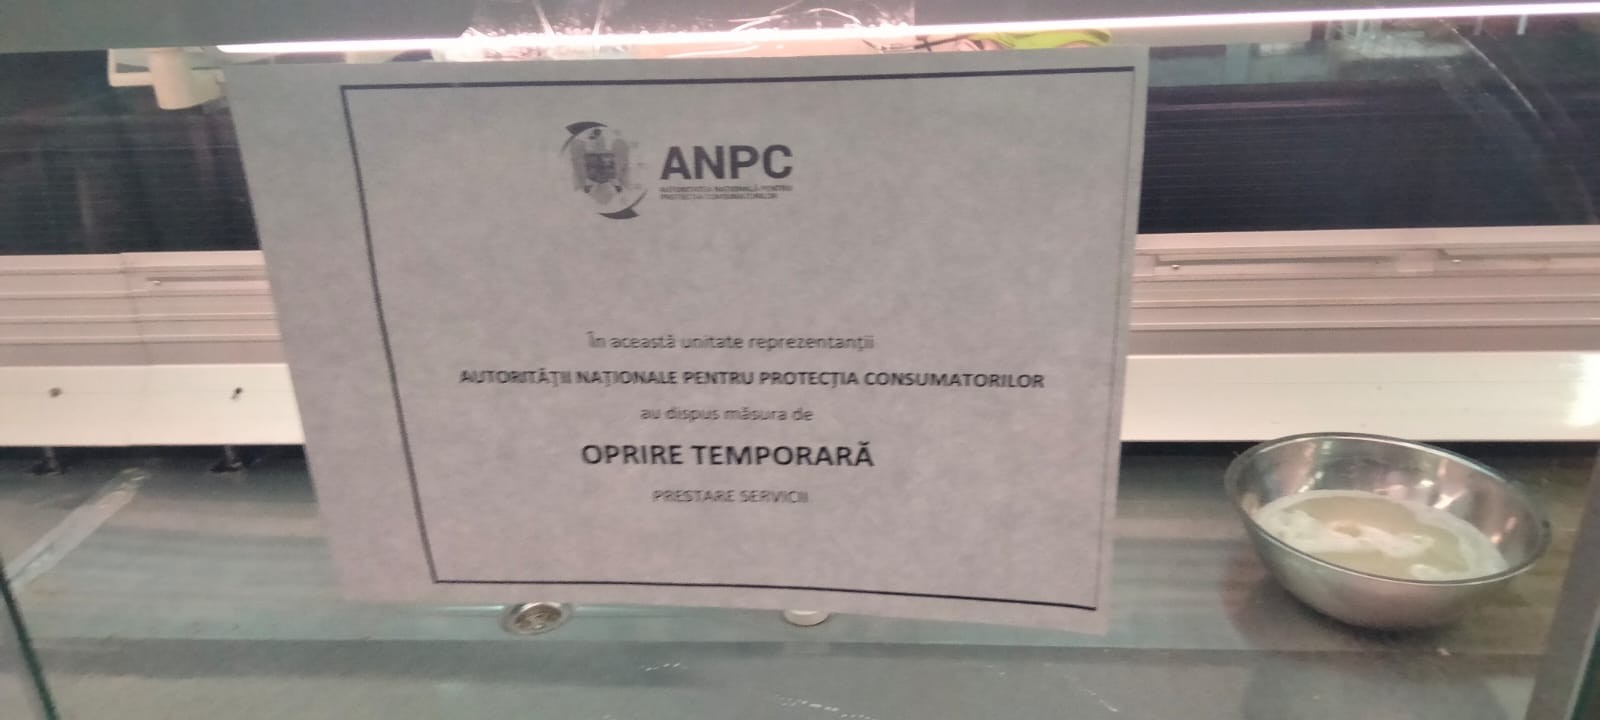 ANPC
AUTORITATEA NAȚIONALĂ PENTRU
PROTECȚIA CONSUMATORILOR
În această unitate reprezentanții
AUTORITĂȚII NAȚIONALE PENTRU PROTECȚIA CONSUMATORILOR
au dispus măsura de
OPRIRE TEMPORARĂ
PRESTARE SERVICII